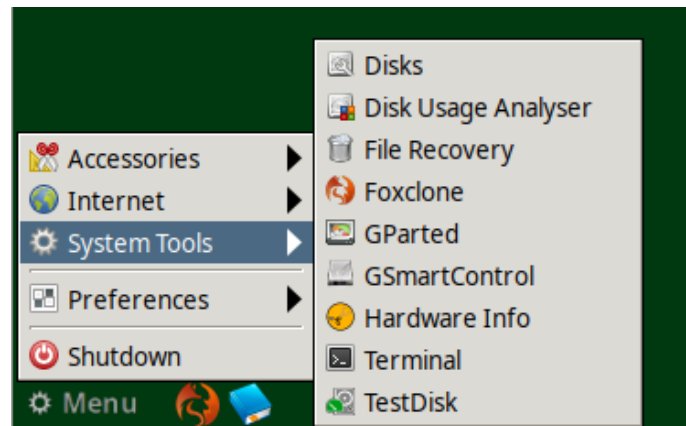 Accessories
Internet
System Tools
Preferences
Shutdown
Menu
Disks
Disk Usage Analyser
File Recovery
Foxclone
GParted
GSmartControl
Hardware Info
Terminal
TestDisk